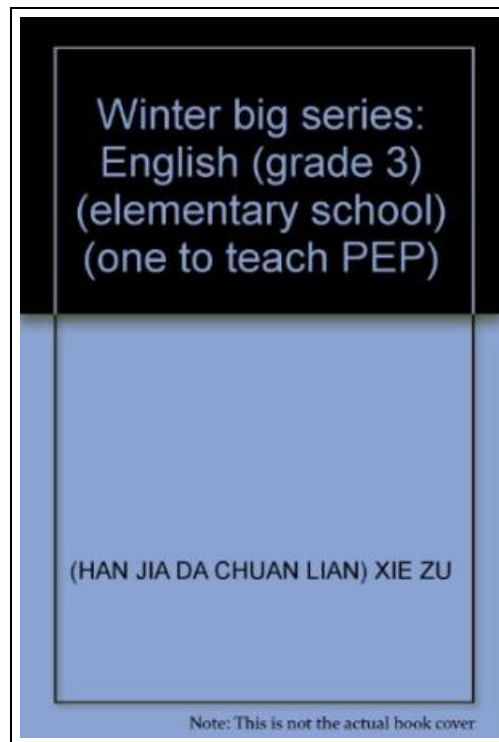 Winter big series:
English (grade 3)
(elementary school)
(one to teach PEP)
(HAN JIA DA CHUAN LIAN) XIE ZU
Note: This is not the actual book cover